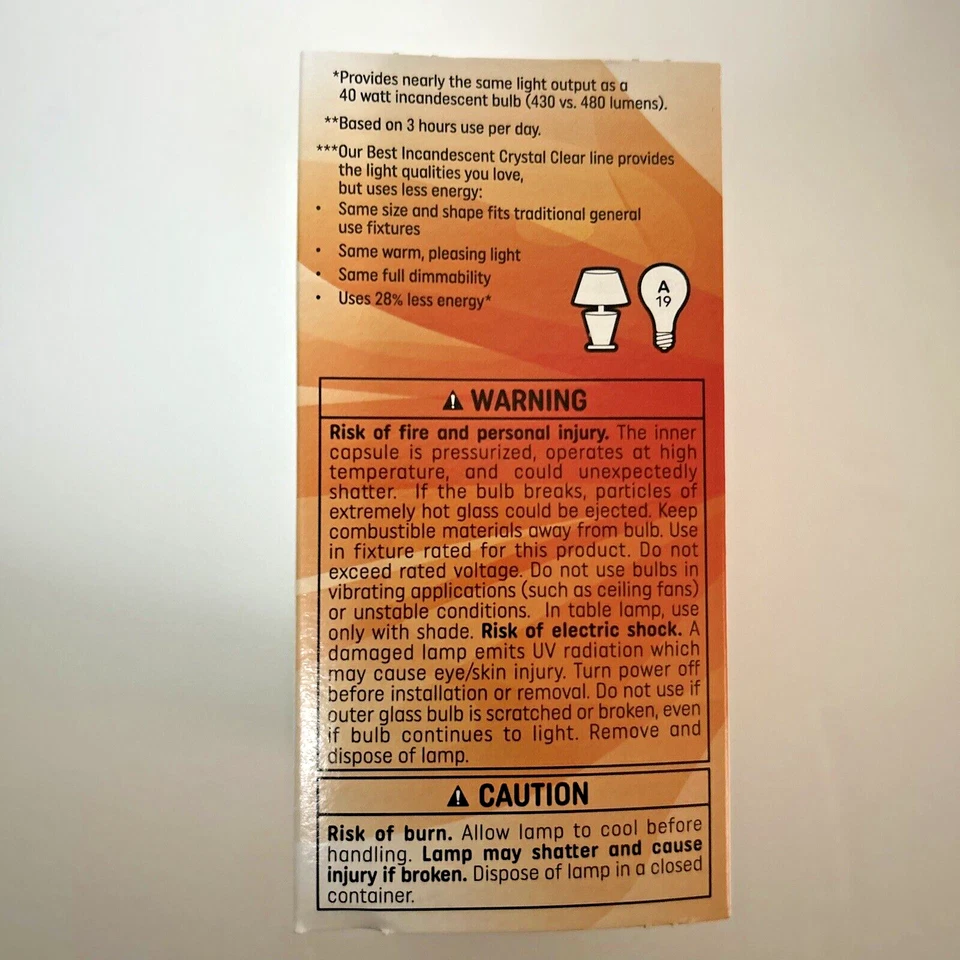 *Provides nearly the same light output as a
40 watt incandescent bulb (430 vs. 480 lumens).
**Based on 3 hours use per day.
***Our Best Incandescent Crystal Clear line provides
the light qualities you love,
but uses less energy:
• Same size and shape fits traditional general
use fixtures
• Same warm, pleasing light
• Same full dimmability
• Uses 28% less energy*
A
19
⚠ WARNING
Risk of fire and personal injury. The inner
capsule is pressurized, operates at high
temperature, and could unexpectedly
shatter. If the bulb breaks, particles of
extremely hot glass could be ejected. Keep
combustible materials away from bulb. Use
in fixture rated for this product. Do not
exceed rated voltage. Do not use bulbs in
vibrating applications (such as ceiling fans)
or unstable conditions. In table lamp, use
only with shade. Risk of electric shock. A
damaged lamp emits UV radiation which
may cause eye/skin injury. Turn power off
before installation or removal. Do not use if
outer glass bulb is scratched or broken, even
if bulb continues to light. Remove and
dispose of lamp.
⚠ CAUTION
Risk of burn. Allow lamp to cool before
handling. Lamp may shatter and cause
injury if broken. Dispose of lamp in a closed
container.